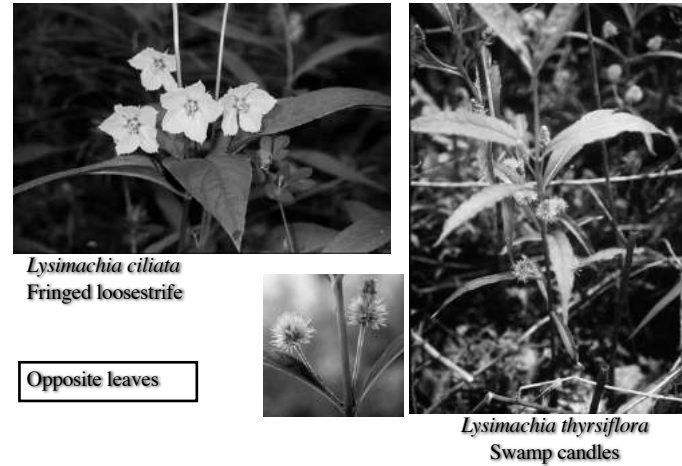 Lysimachia ciliata
Fringed loosestrife
Opposite leaves
Lysimachia thyrsiflora
Swamp candles